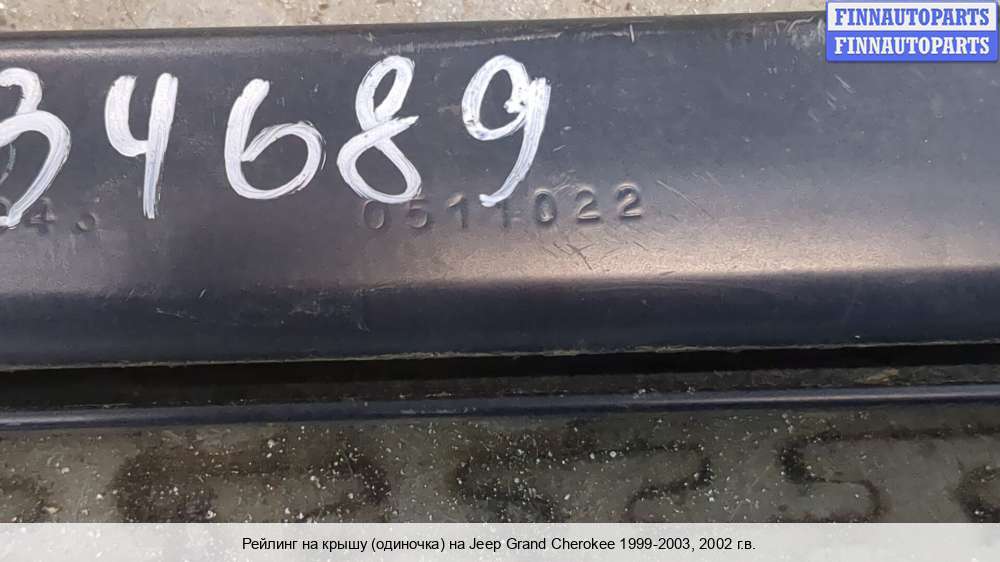 FINNAUTOPARTS
FINNAUTOPARTS
34689
0511022
Рейлинг на крышу (одиночка) на Jeep Grand Cherokee 1999-2003, 2002 г.в.